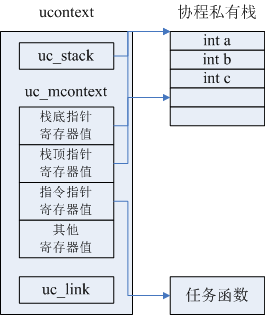 ucontext
uc_stack
uc_mcontext
栈底指针
寄存器值
栈顶指针
寄存器值
指令指针
寄存器值
其他
寄存器值
uc_link
协程私有栈
int a
int b
int c
任务函数